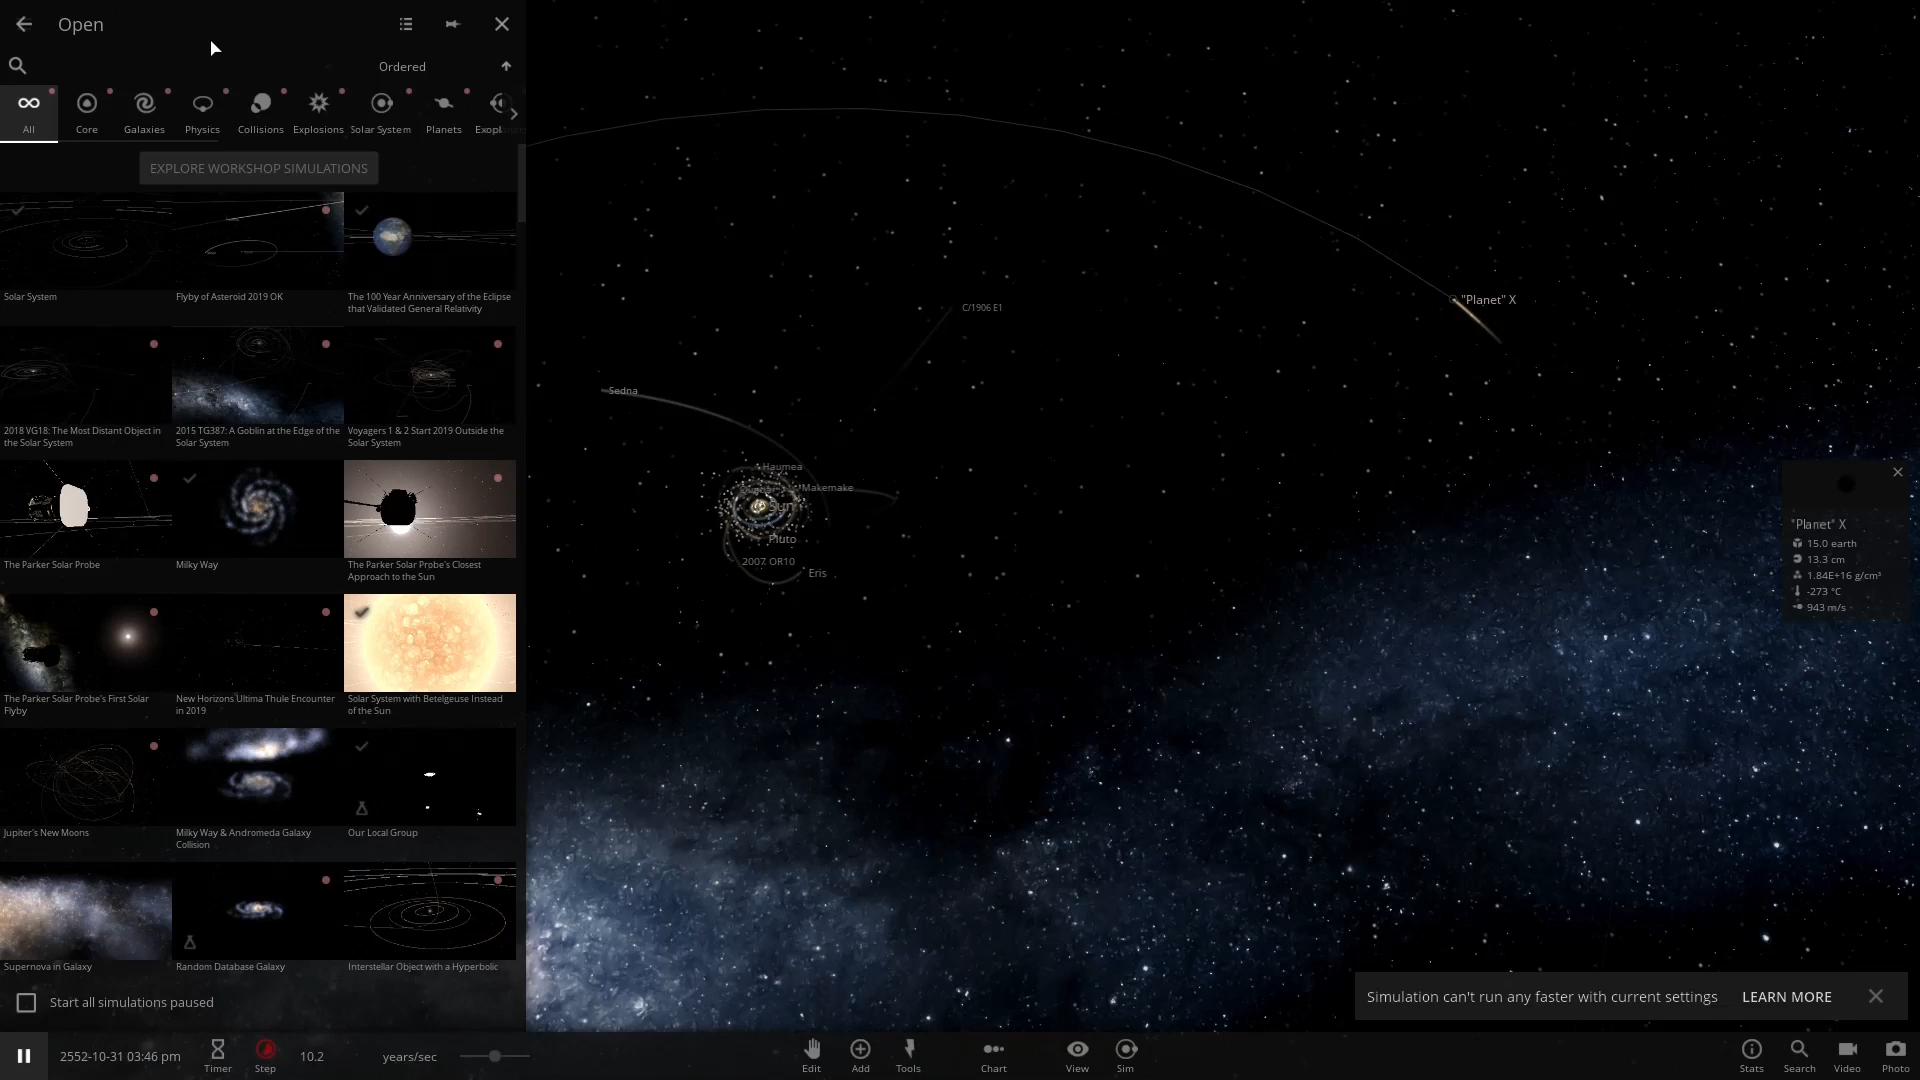 Open
Ordered
All
Core
Galaxies
Physics
Collisions
Explosions
Solar System
Planets
EXPLORE WORKSHOP SIMULATIONS
Solar System
Flyby of Asteroid 2019 OK
The 100 Year Anniversary of the Eclipse
that Validated General Relativity
2018 VG18: The Most Distant Object in
the Solar System
2015 TG387: A Goblin at the Edge of the
Solar System
Voyagers 1 & 2 Start 2019 Outside the
Solar System
The Parker Solar Probe
Milky Way
The Parker Solar Probe's Closest
Approach to the Sun
The Parker Solar Probe's First Solar
Flyby
New Horizons Ultima Thule Encounter
in 2019
Solar System with Betelgeuse Instead
of the Sun
Jupiter's New Moons
Milky Way & Andromeda Galaxy
Collision
Our Local Group
Supernova in Galaxy
Random Database Galaxy
Interstellar Object with a Hyperbolic
Start all simulations paused
"Planet" X
C/1906 E1
Sedna
Haumea
Makemake
Sun
Pluto
2007 OR10
Eris
"Planet" X
15.0 earth
13.3 cm
1.84E+16 g/cm³
-273 °C
943 m/s
Simulation can't run any faster with current settings
LEARN MORE
2552-10-31 03:46 pm
Timer
Step
10.2
years/sec
Edit
Add
Tools
Chart
View
Sim
Stats
Search
Video
Photo